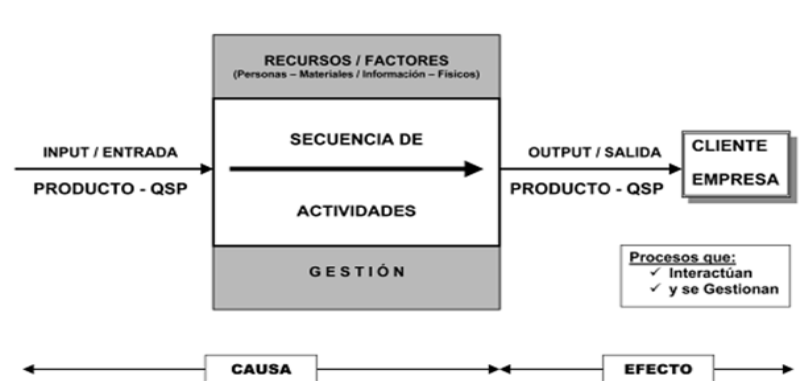 RECURSOS / FACTORES
(Personas – Materiales / Información – Físicos)
INPUT / ENTRADA
PRODUCTO - QSP
SECUENCIA DE
ACTIVIDADES
OUTPUT / SALIDA
PRODUCTO - QSP
CLIENTE
EMPRESA
GESTIÓN
Procesos que:
✓ Interactúan
✓ y se Gestionan
CAUSA
EFECTO